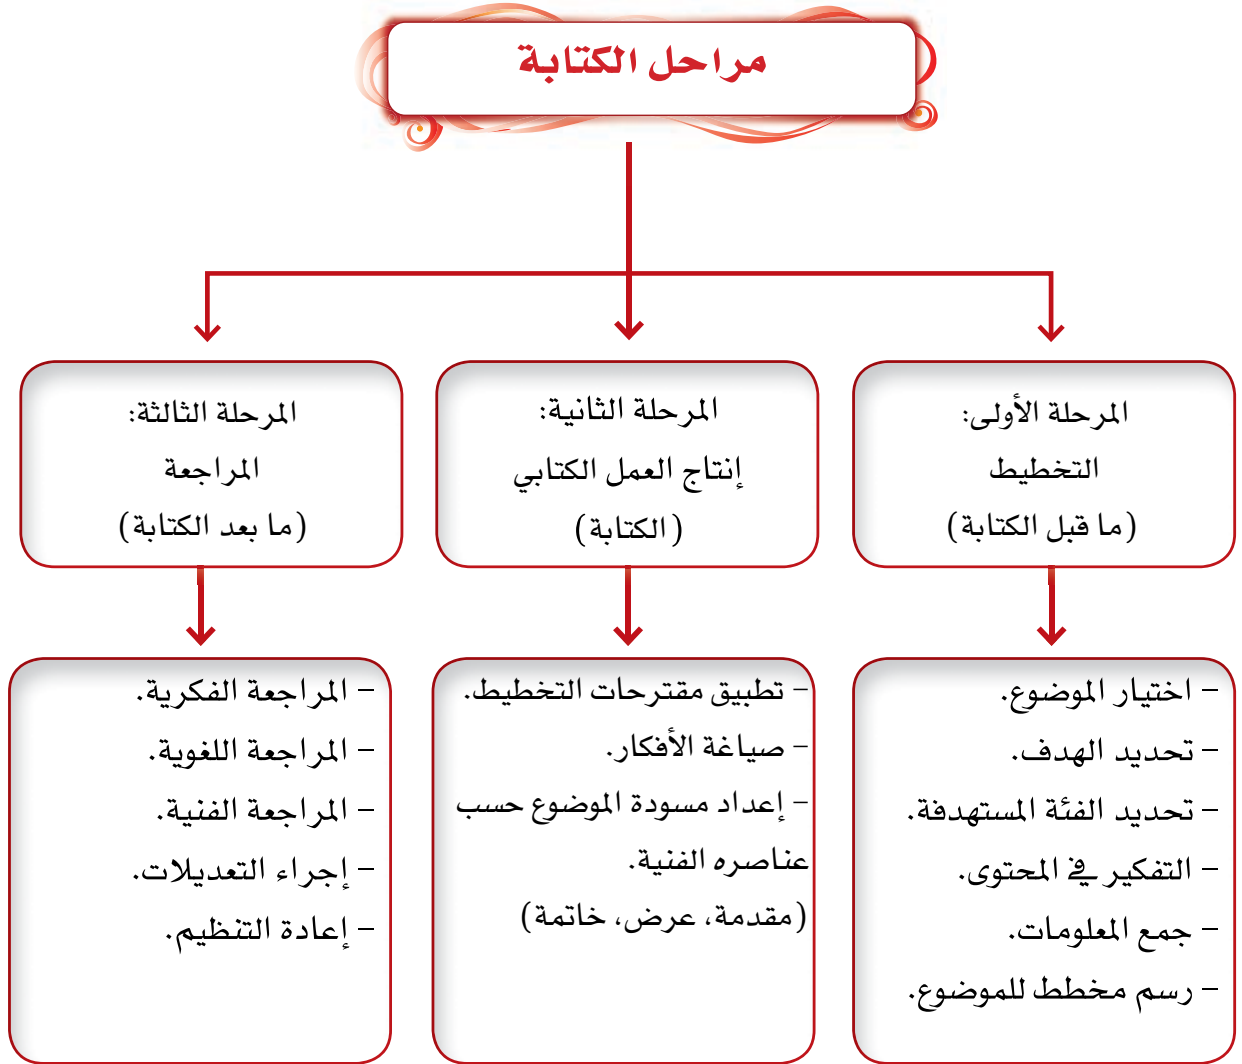 مراحل الكتابة
المرحلة الأولى:
التخطيط
(ما قبل الكتابة)
– اختيار الموضوع.
– تحديد الهدف.
– تحديد الفئة المستهدفة.
– التفكير في المحتوى.
– جمع المعلومات.
– رسم مخطط للموضوع.
المرحلة الثانية:
إنتاج العمل الكتابي
(الكتابة)
– تطبيق مقترحات التخطيط.
– صياغة الأفكار.
– إعداد مسودة الموضوع حسب
عناصره الفنية.
(مقدمة، عرض، خاتمة)
المرحلة الثالثة:
المراجعة
(ما بعد الكتابة)
– المراجعة الفكرية.
– المراجعة اللغوية.
– المراجعة الفنية.
– إجراء التعديلات.
– إعادة التنظيم.